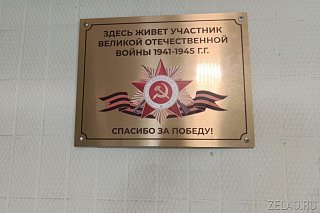 ЗДЕСЬ ЖИВЕТ УЧАСТНИК
ВЕЛИКОЙ ОТЕЧЕСТВЕННОЙ
ВОЙНЫ 1941-1945 Г.Г.
СПАСИБО ЗА ПОБЕДУ!
ZELAO.RU